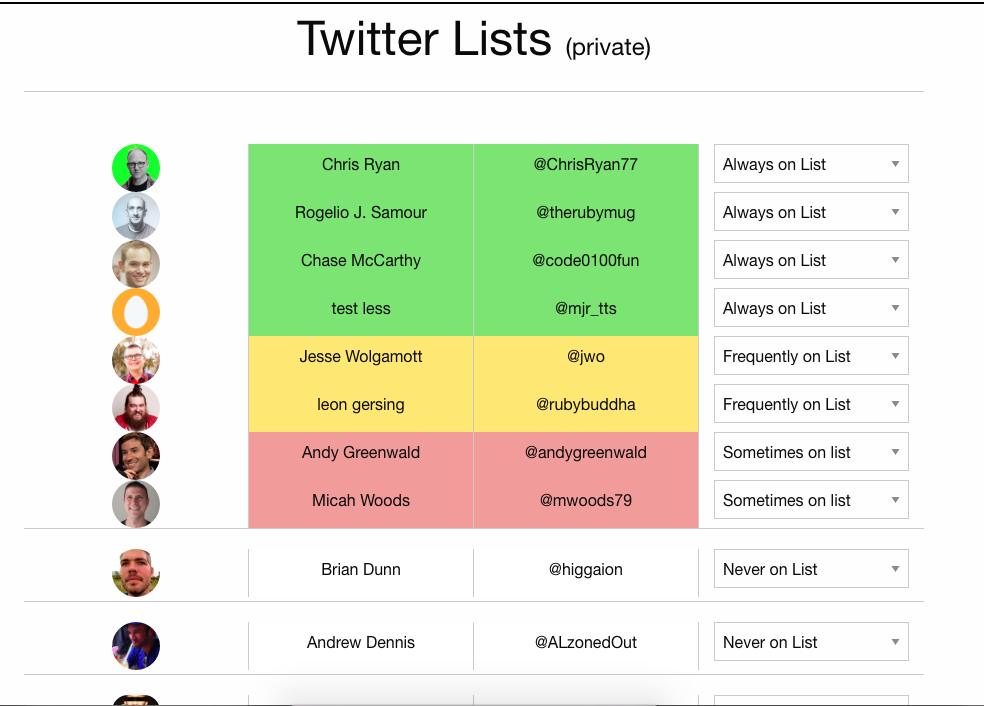 Twitter Lists (private)
Chris Ryan @ChrisRyan77 Always on List
Rogelio J. Samour @therubymug Always on List
Chase McCarthy @code0100fun Always on List
test less @mjr_tts Always on List
Jesse Wolgamott @jwo Frequently on List
leon gersing @rubybuddha Frequently on List
Andy Greenwald @andygreenwald Sometimes on list
Micah Woods @mwoods79 Sometimes on list
Brian Dunn @higgaion Never on List
Andrew Dennis @ALzonedOut Never on List